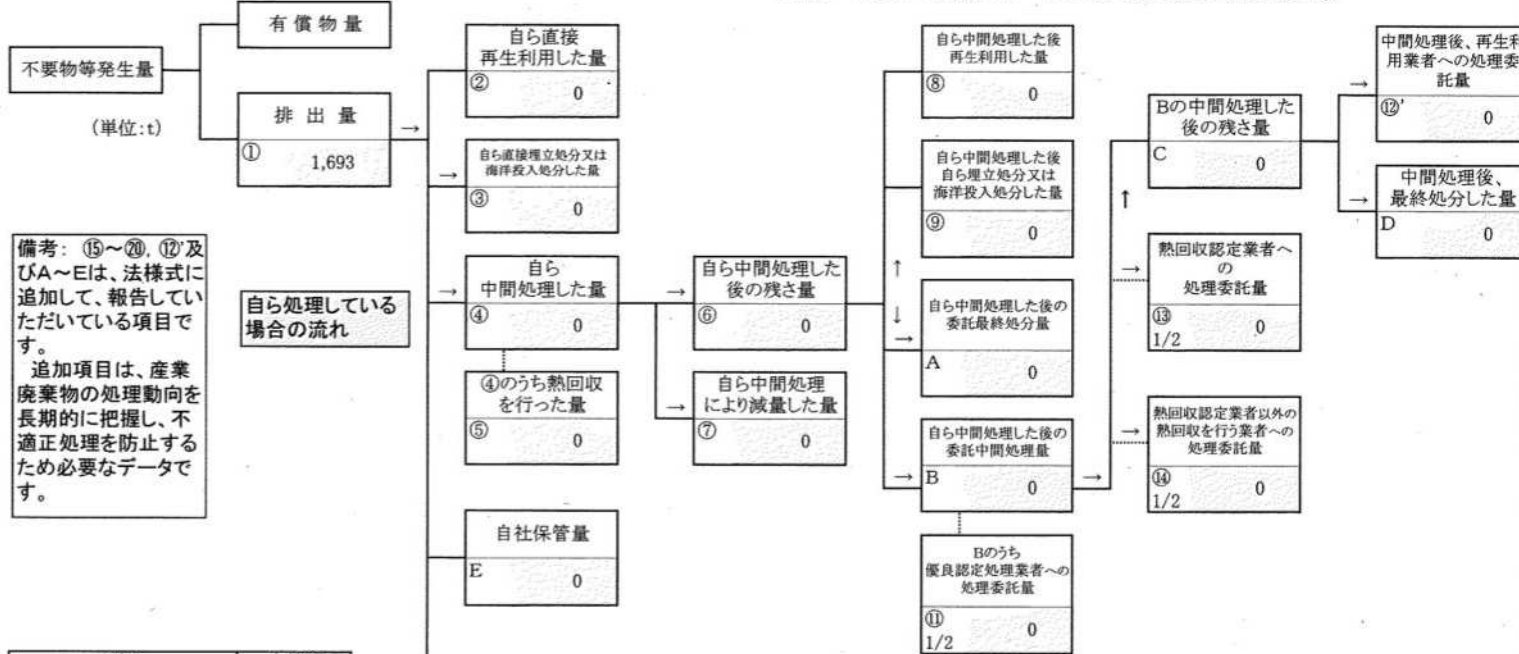 不要物等発生量
(単位:t)
有償物量
排出量
①
1,693
→
備考: ⑮~⑳, ⑫'及
びA~Eは、法様式に
追加して、報告してい
ただいている項目で
す。
追加項目は、産業
廃棄物の処理動向を
長期的に把握し、不
適正処理を防止する
ため必要なデータで
す。
自ら処理している
場合の流れ
自ら直接
再生利用した量
②
0
→
自ら直接埋立処分又は
海洋投入処分した量
③
0
→
自ら
中間処理した量
④
0
④のうち熱回収
を行った量
⑤
0
自社保管量
E
0
→
自ら中間処理した
後の残さ量
⑥
0
→
自ら中間処理
により減量した量
⑦
0
自ら中間処理した後
再生利用した量
⑧
0
自ら中間処理した後
自ら埋立処分又は
海洋投入処分した量
⑨
0
↑
↓
→
自ら中間処理した後の
委託最終処分量
A
0
→
自ら中間処理した後の
委託中間処理量
B
0
→
Bのうち
優良認定処理業者への
処理委託量
⑪
1/2
0
↑
Bの中間処理した
後の残さ量
C
0
→
熱回収認定業者へ
の
処理委託量
⑬
1/2
0
→
熱回収認定業者以外の
熱回収を行う業者への
処理委託量
⑭
1/2
0
→
中間処理後、再生利
用業者への処理委
託量
⑫'
0
→
中間処理後、
最終処分した量
D
0